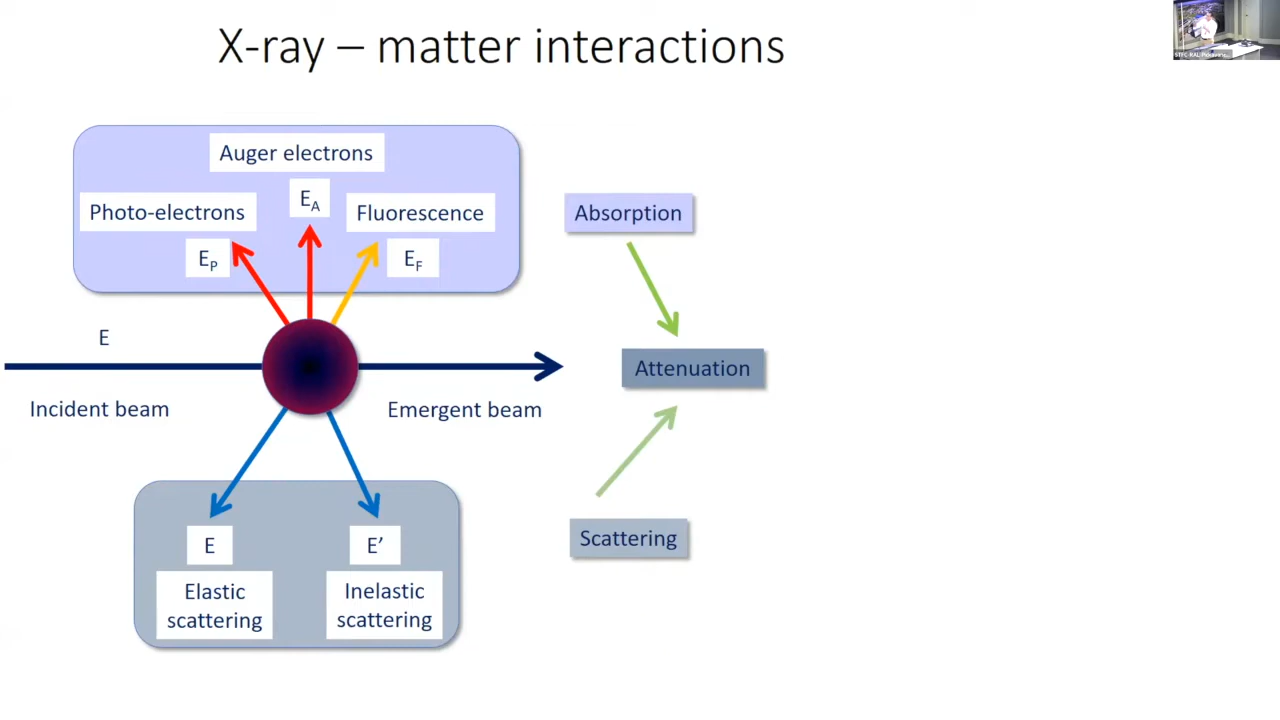 X-ray – matter interactions
Auger electrons
E_A
Photo-electrons
E_P
Fluorescence
E_F
Absorption
E
Incident beam
Emergent beam
Attenuation
E
Elastic
scattering
E’
Inelastic
scattering
Scattering